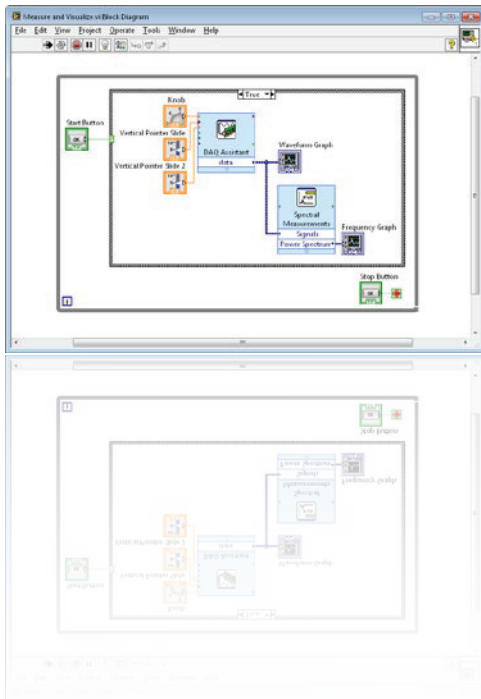 Measure and Visualize.vi Block Diagram
File Edit View Project Operate Tools Window Help
True
Knob
Start Button
OK
Vertical Pointer Slide
DAQ Assistant
data
Waveform Graph
Vertical Pointer Slide 2
Spectral
Measurements
Signals
Power Spectrum
Frequency Graph
Stop Button
OK
i